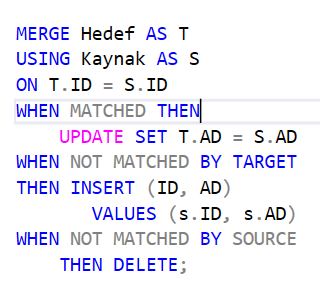 MERGE Hedef AS T
USING Kaynak AS S
ON T.ID = S.ID
WHEN MATCHED THEN
UPDATE SET T.AD = S.AD
WHEN NOT MATCHED BY TARGET
THEN INSERT (ID, AD)
VALUES (s.ID, s.AD)
WHEN NOT MATCHED BY SOURCE
THEN DELETE;